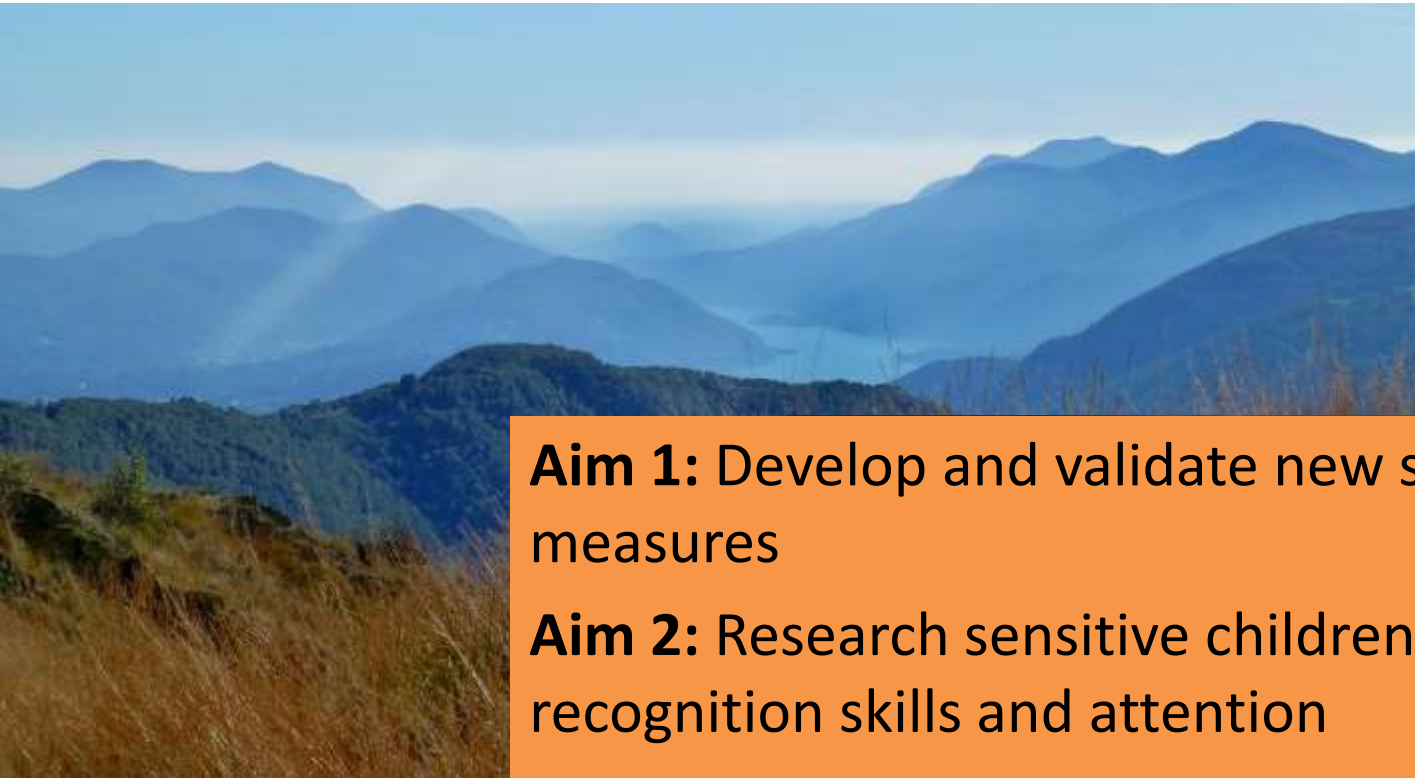 Aim 1: Develop and validate new
measures
Aim 2: Research sensitive children
recognition skills and attention